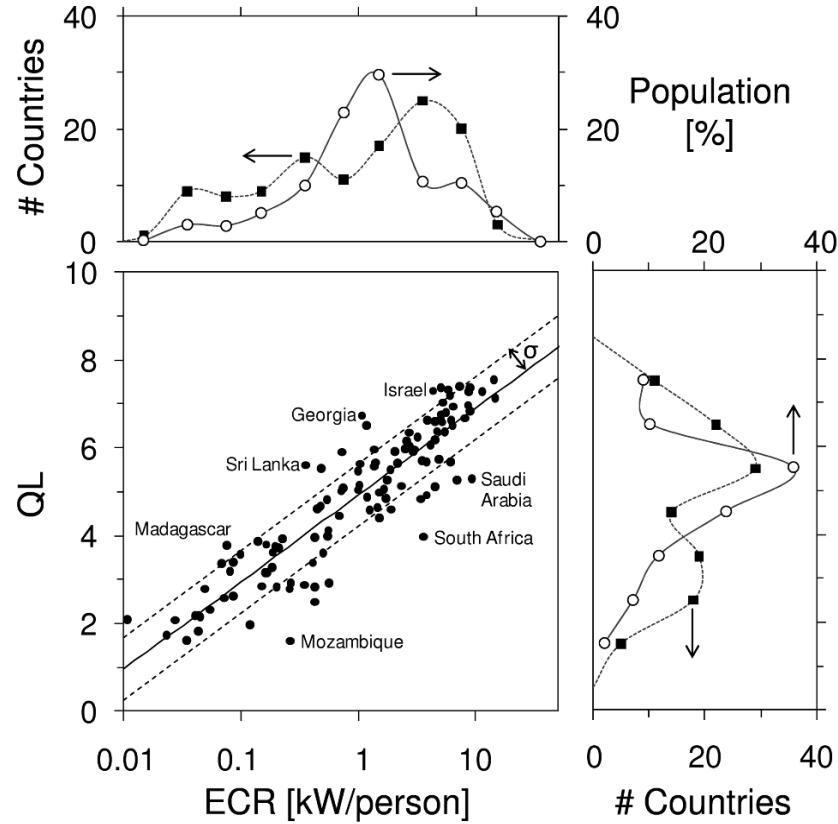 40
20
0
# Countries
40
20
Population
[%]
0
20
40
10
8
6
4
2
0
QL
σ
Israel
Georgia
Sri Lanka
Saudi
Arabia
Madagascar
South Africa
Mozambique
0.01
0.1
1
10
ECR [kW/person]
0
20
40
# Countries